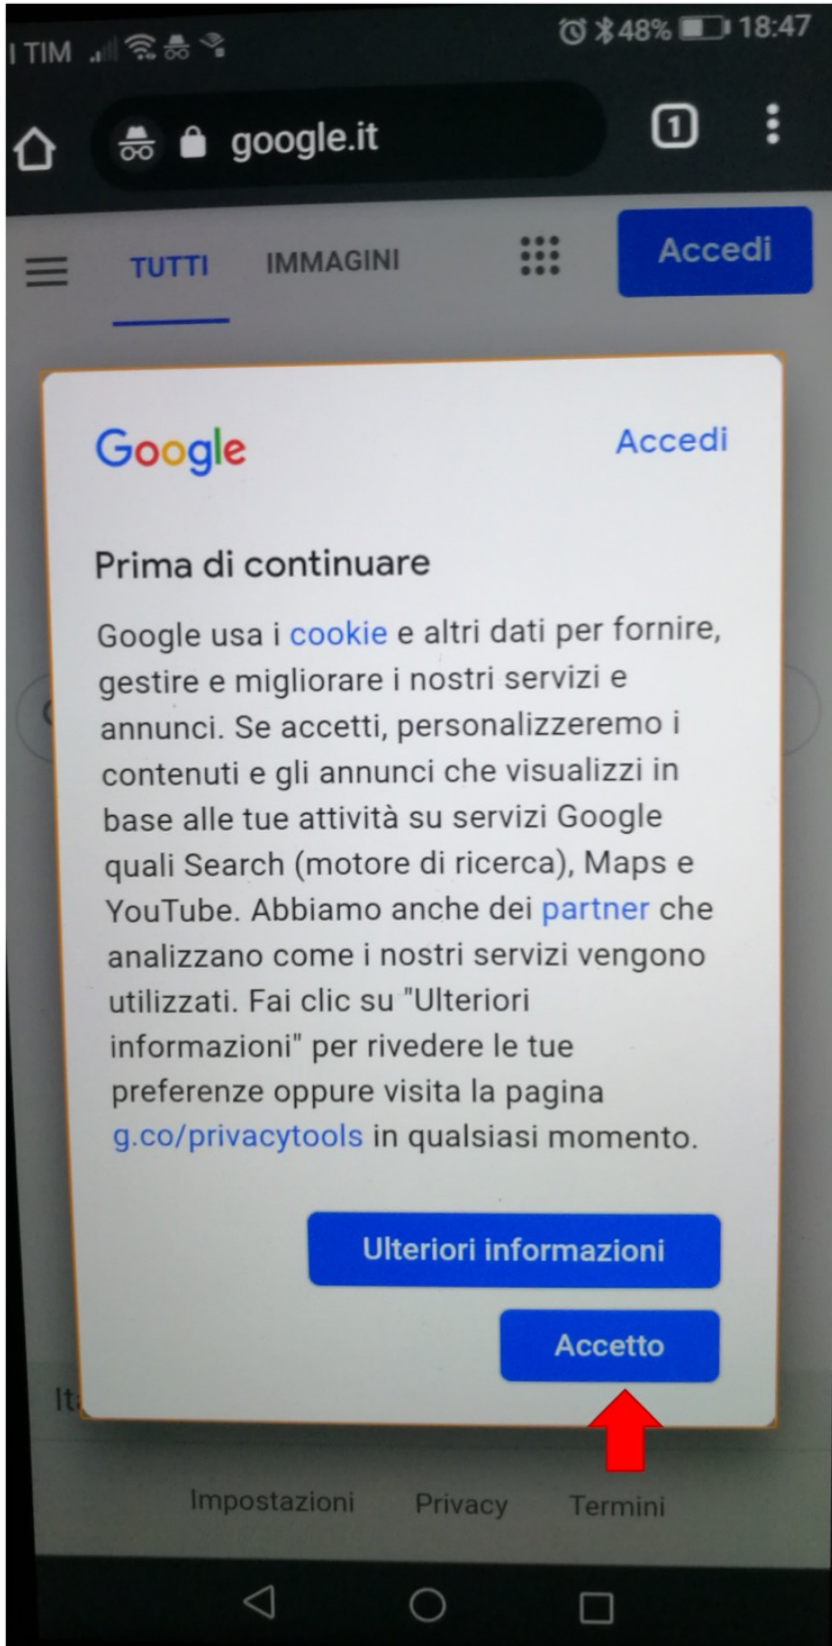 I TIM 48% 18:47
google.it 1
TUTTI IMMAGINI Accedi
Google Accedi
Prima di continuare
Google usa i cookie e altri dati per fornire,
gestire e migliorare i nostri servizi e
annunci. Se accetti, personalizzeremo i
contenuti e gli annunci che visualizzi in
base alle tue attività su servizi Google
quali Search (motore di ricerca), Maps e
YouTube. Abbiamo anche dei partner che
analizzano come i nostri servizi vengono
utilizzati. Fai clic su "Ulteriori
informazioni" per rivedere le tue
preferenze oppure visita la pagina
g.co/privacytools in qualsiasi momento.
Ulteriori informazioni
Accetto
Impostazioni Privacy Termini